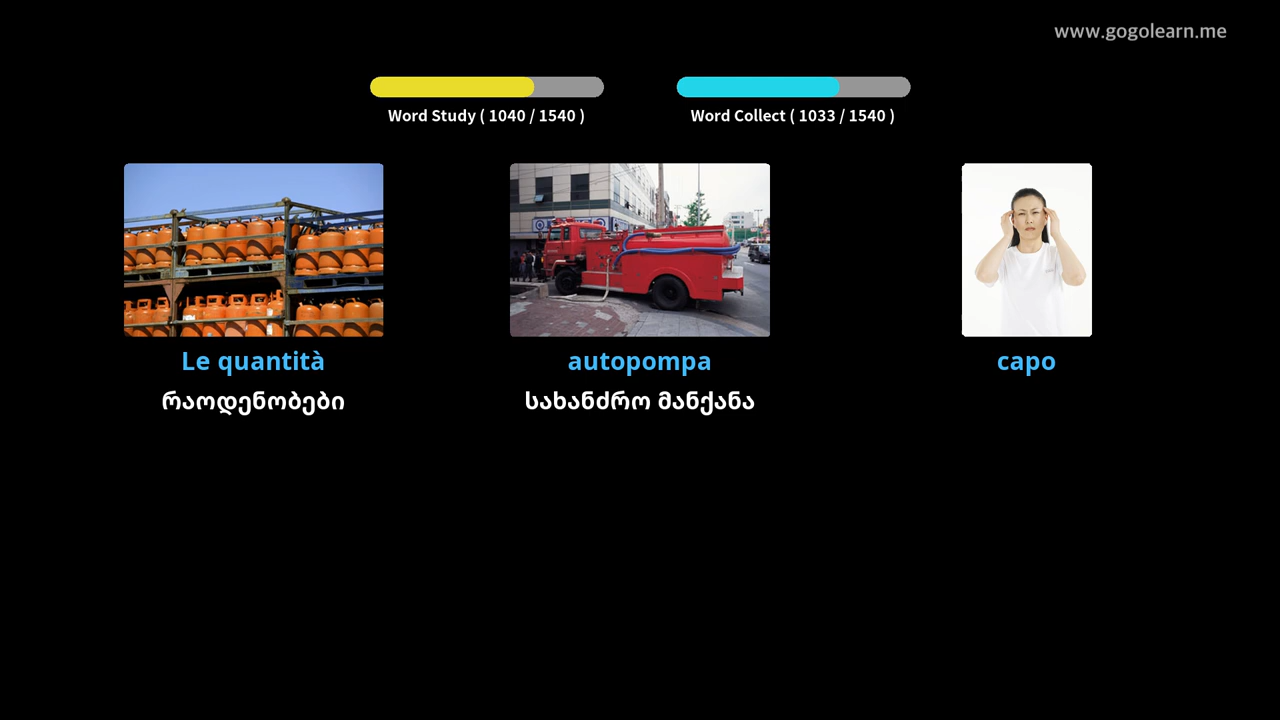 www.gogolearn.me
Word Study ( 1040 / 1540 )
Word Collect ( 1033 / 1540 )
Le quantità
რაოდენობები
autopompa
სახანძრო მანქანა
capo